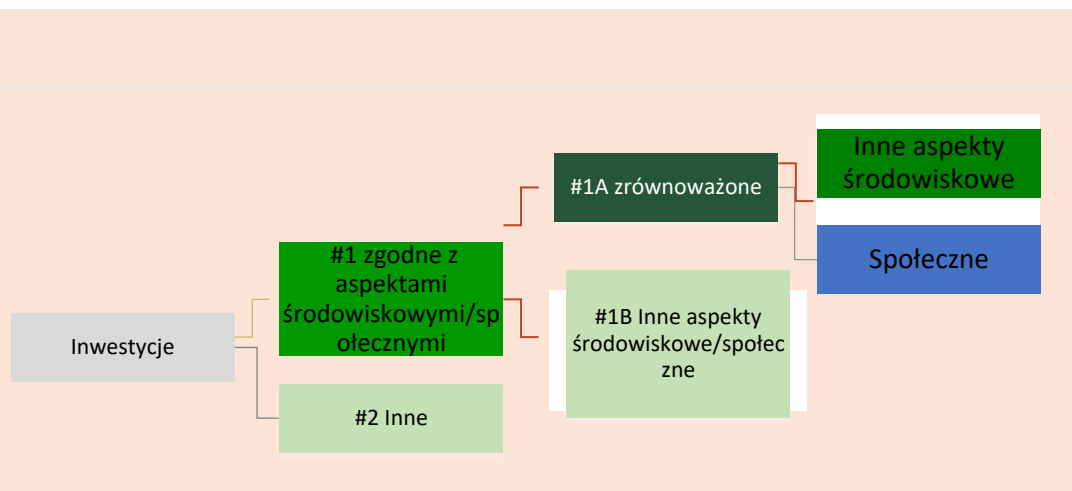 Inwestycje
#1 zgodne z
aspektami
środowiskowymi/sp
ołecznymi
#2 Inne
#1A zrównoważone
#1B Inne aspekty
środowiskowe/społec
zne
Inne aspekty
środowiskowe
Społeczne